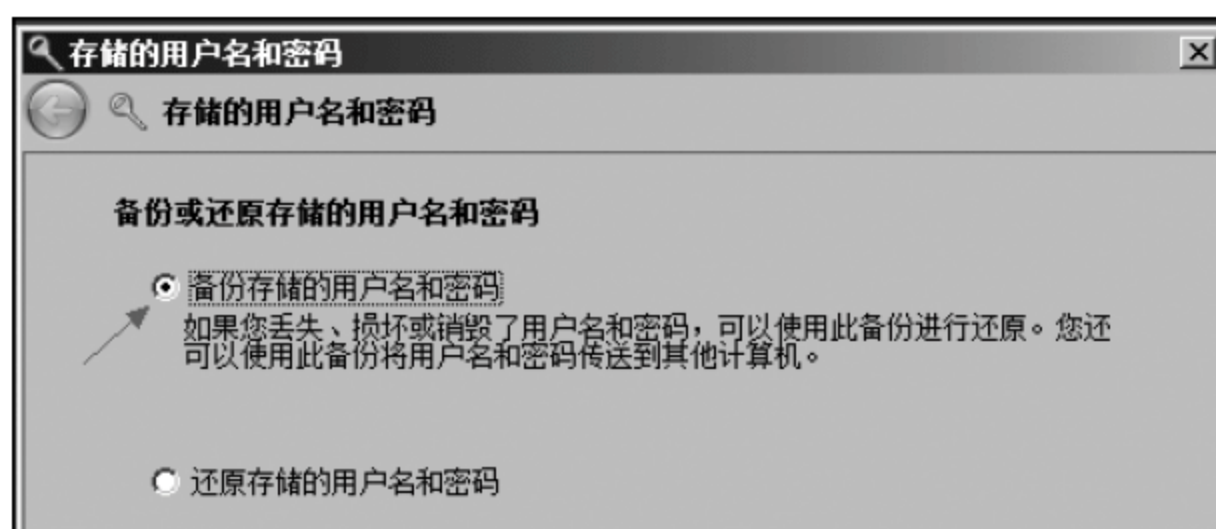 存储的用户名和密码
存储的用户名和密码
备份或还原存储的用户名和密码
备份存储的用户名和密码
如果您丢失、损坏或销毁了用户名和密码，可以使用此备份进行还原。您还
可以使用此备份将用户名和密码传送到其他计算机。
还原存储的用户名和密码